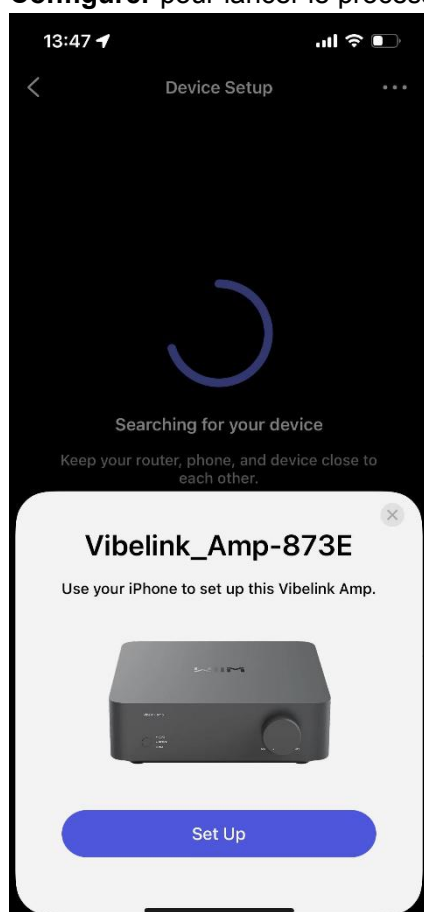 Configurer pour lancer le process
13:47
Device Setup
Searching for your device
Keep your router, phone, and device close to
each other.
Vibelink_Amp-873E
Use your iPhone to set up this Vibelink Amp.
WiiM
Set Up